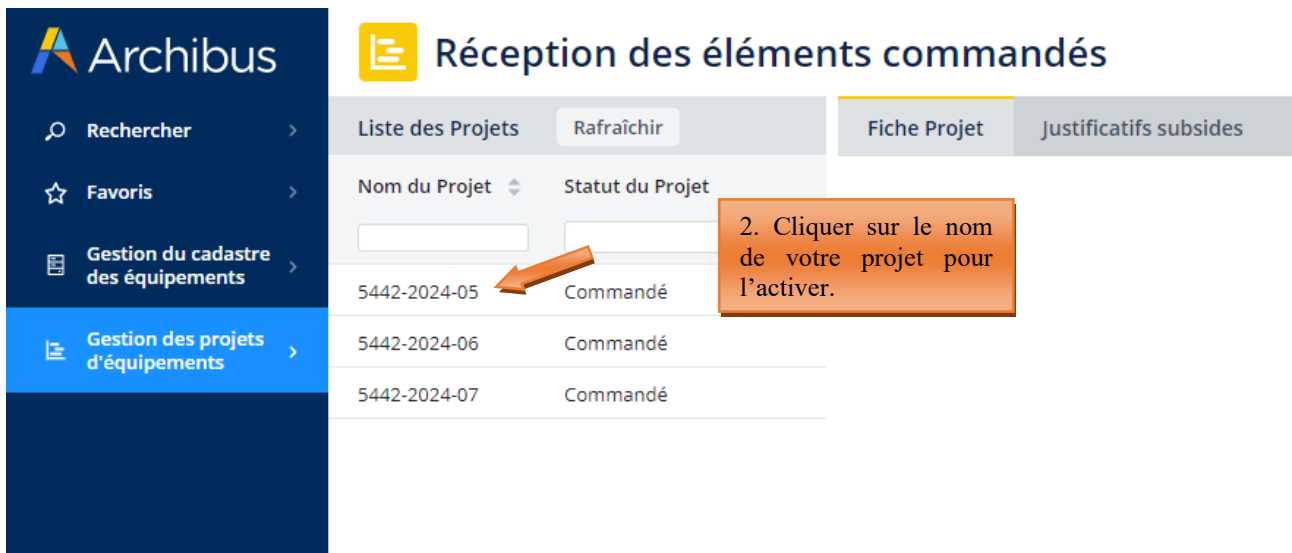 Archibus
Réception des éléments commandés
Rechercher
Favoris
Gestion du cadastre
des équipements
Gestion des projets
d'équipements
Liste des Projets Rafraîchir
Nom du Projet Statut du Projet
5442-2024-05 Commandé
5442-2024-06 Commandé
5442-2024-07 Commandé
Fiche Projet Justificatifs subsides
2. Cliquer sur le nom
de votre projet pour
l’activer.